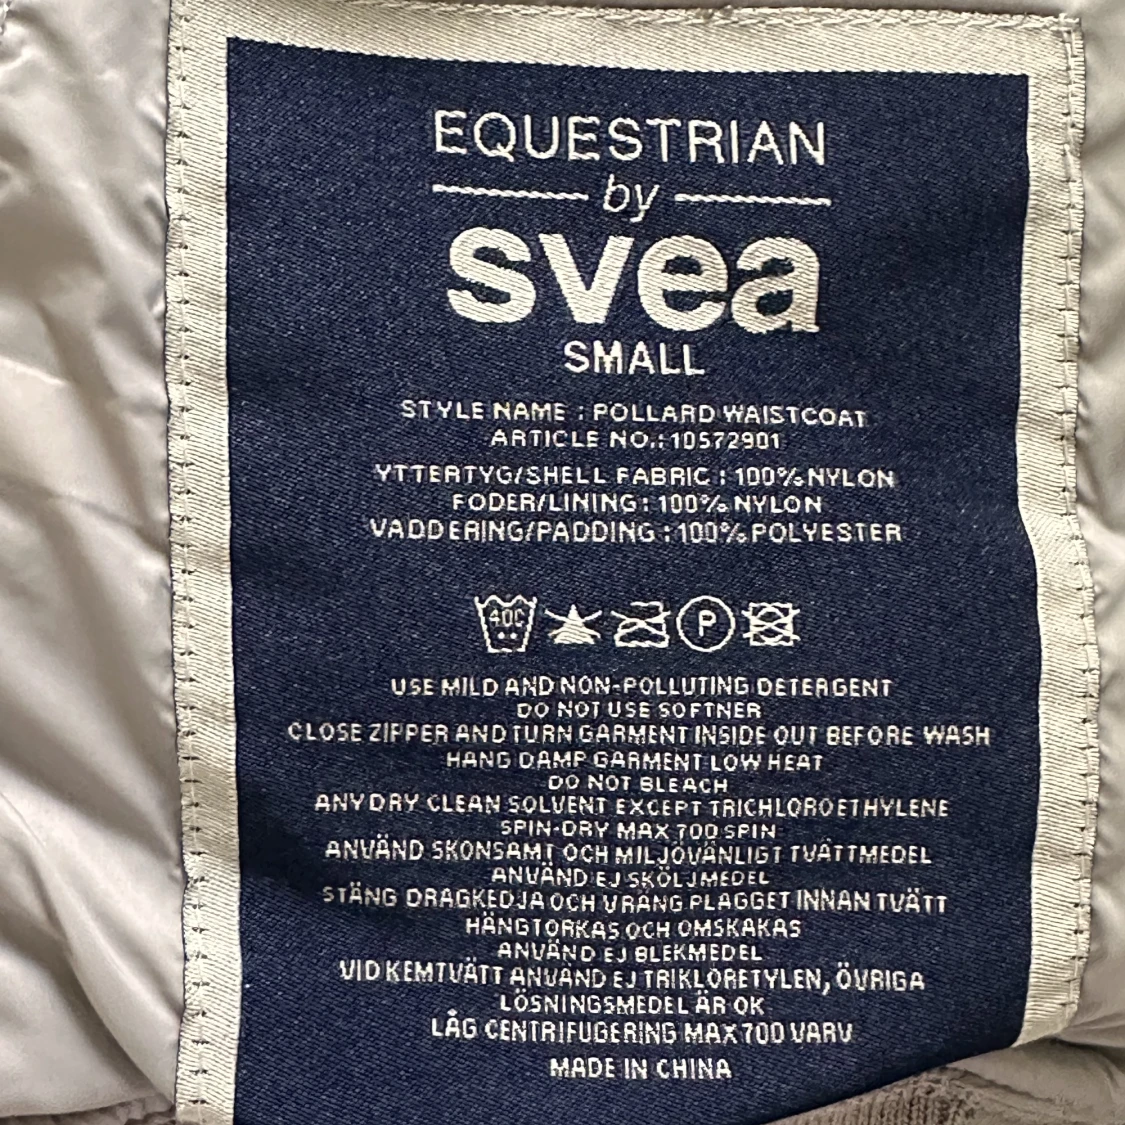 EQUESTRIAN
by
svea
SMALL
STYLE NAME : POLLARD WAISTCOAT
ARTICLE NO.: 10572901
YTTERTYG/SHELL FABRIC : 100% NYLON
FODER/LINING : 100% NYLON
VADDERING/PADDING : 100% POLYESTER
40C P
USE MILD AND NON-POLLUTING DETERGENT
DO NOT USE SOFTNER
CLOSE ZIPPER AND TURN GARMENT INSIDE OUT BEFORE WASH
HANG DAMP GARMENT LOW HEAT
DO NOT BLEACH
ANY DRY CLEAN SOLVENT EXCEPT TRICHLOROETHYLENE
SPIN-DRY MAX 700 SPIN
ANVÄND SKONSAMT OCH MILJÖVÄNLIGT TVÄTTMEDEL
ANVÄND EJ SKÖLJMEDEL
STÄNG DRAGKEDJA OCH VRÄNG PLAGGET INNAN TVÄTT
HÄNGTORKAS OCH OMSKAKAS
ANVÄND EJ BLEKMEDEL
VID KEMTVÄTT ANVÄND EJ TRIKLORETYLEN, ÖVRIGA
LÖSNINGSMEDEL ÄR OK
LÅG CENTRIFUGERING MAX 700 VARV
MADE IN CHINA